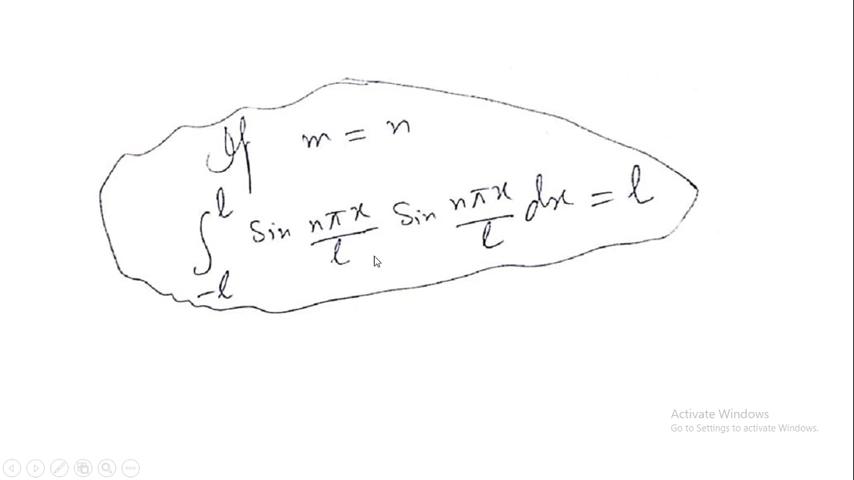 If m = n
∫_{-l}^{l} Sin nπx/l Sin nπx/l dx = l
Activate Windows
Go to Settings to activate Windows.